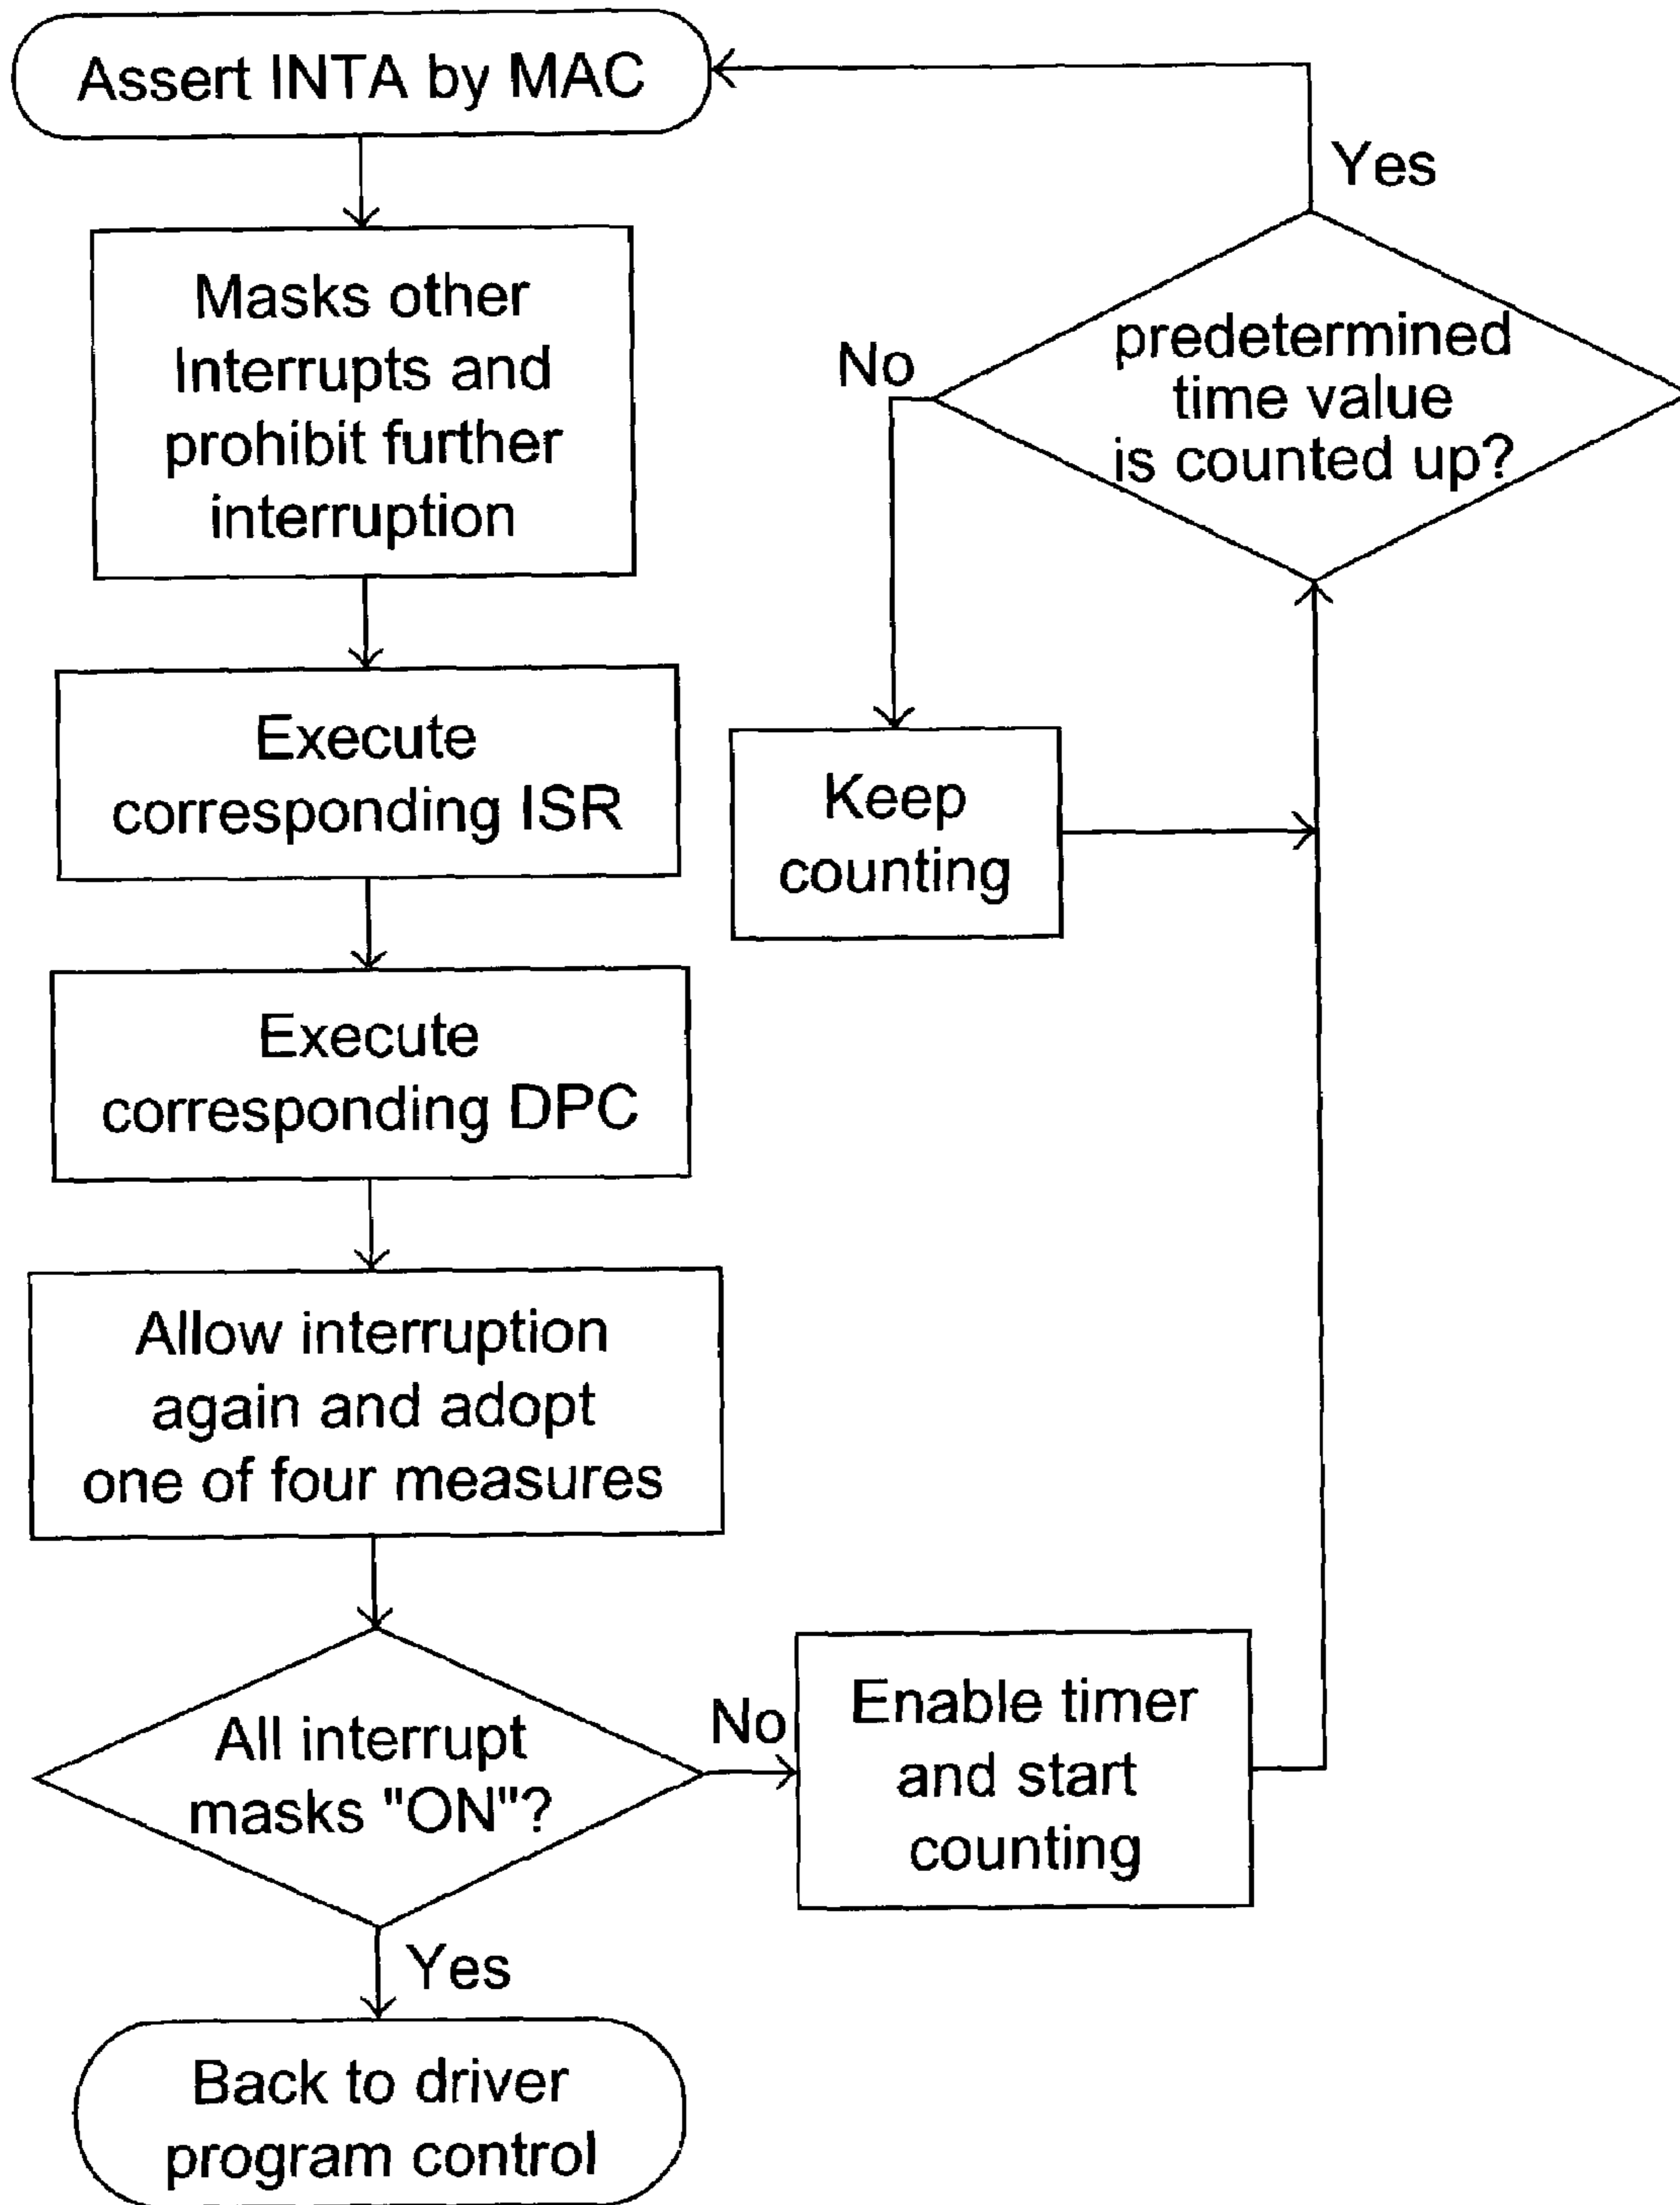 Assert INTA by MAC
Masks other
Interrupts and
prohibit further
interruption
Execute
corresponding ISR
Execute
corresponding DPC
Allow interruption
again and adopt
one of four measures
All interrupt
masks "ON"?
Yes
Back to driver
program control
No
Enable timer
and start
counting
predetermined
time value
is counted up?
Yes
No
Keep
counting